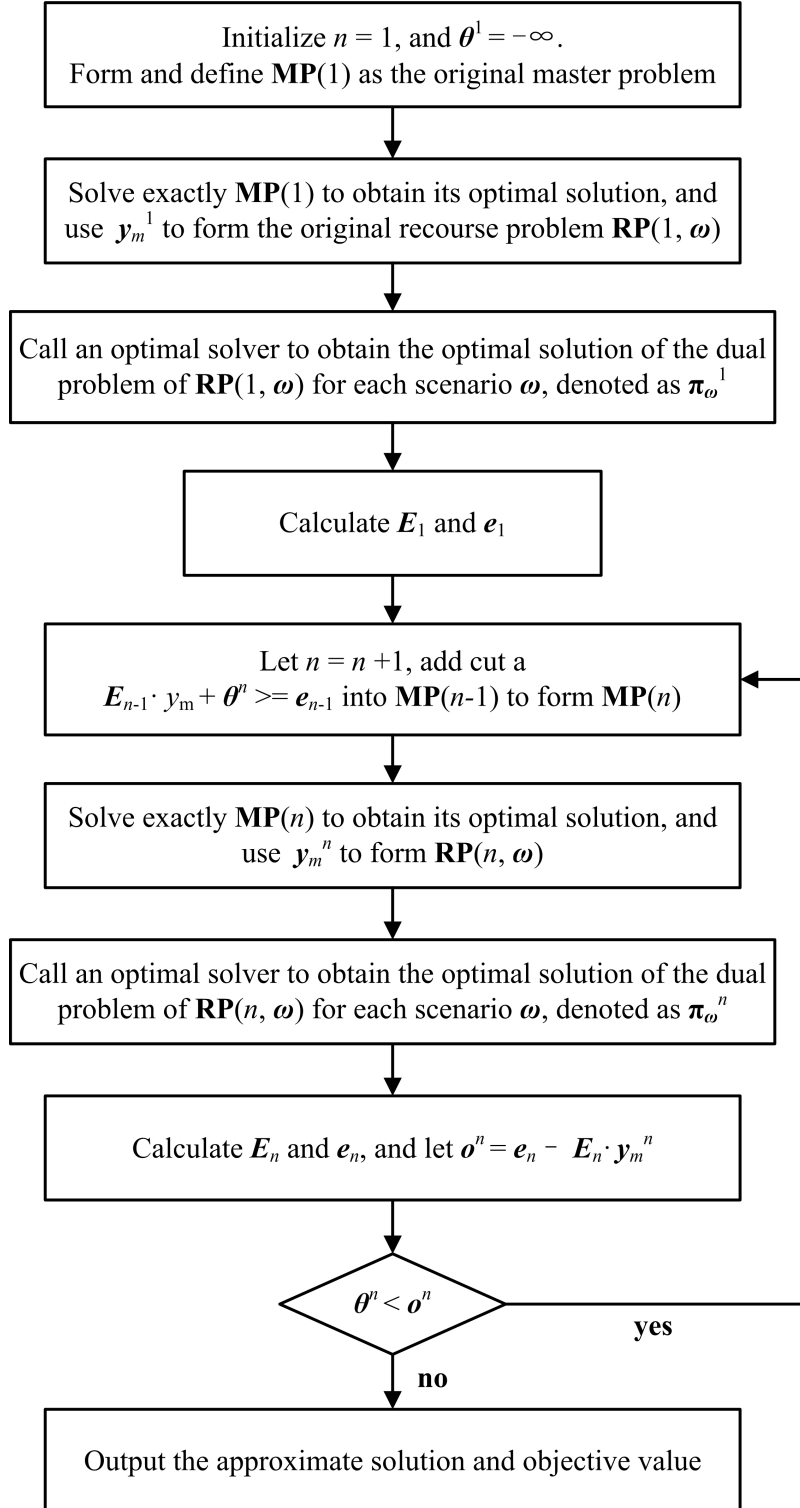 Initialize n = 1, and θ¹ = −∞.
Form and define MP(1) as the original master problem
Solve exactly MP(1) to obtain its optimal solution, and
use yₘ¹ to form the original recourse problem RP(1, ω)
Call an optimal solver to obtain the optimal solution of the dual
problem of RP(1, ω) for each scenario ω, denoted as π_ω¹
Calculate E₁ and e₁
Let n = n +1, add cut a
Eₙ₋₁· yₘ + θⁿ >= eₙ₋₁ into MP(n-1) to form MP(n)
Solve exactly MP(n) to obtain its optimal solution, and
use yₘⁿ to form RP(n, ω)
Call an optimal solver to obtain the optimal solution of the dual
problem of RP(n, ω) for each scenario ω, denoted as π_ωⁿ
Calculate Eₙ and eₙ, and let oⁿ = eₙ − Eₙ· yₘⁿ
θⁿ < oⁿ
yes
no
Output the approximate solution and objective value